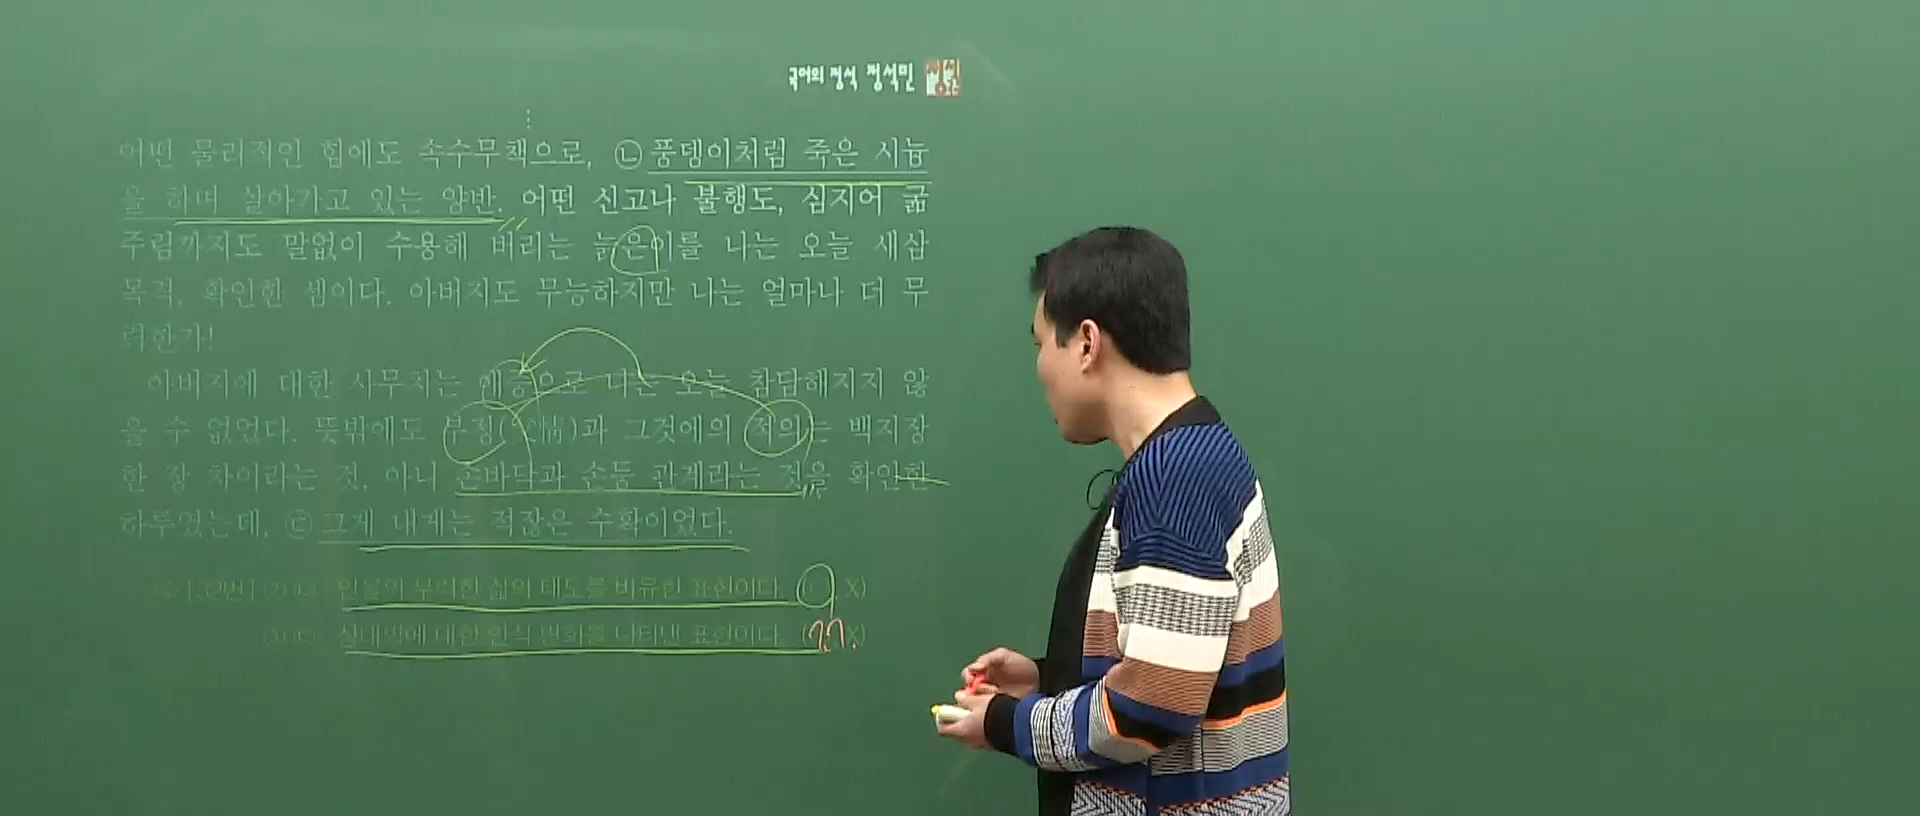 국어의 정석 정석민
어떤 물리적인 힘에도 속수무책으로, ㉡풍뎅이처럼 죽은 시늉
을 하며 살아가고 있는 양반. 어떤 신고나 불행도, 심지어 굶
주림까지도 말없이 수용해 버리는 늙은이를 나는 오늘 새삼
목격, 확인한 셈이다. 아버지도 무능하지만 나는 얼마나 더 무
력한가!
아버지에 대한 사무치는 애증으로 나는 오늘 참담해지지 않
을 수 없었다. 뜻밖에도 부정(父情)과 그것에의 적의는 백지장
한 장 차이라는 것, 아니 손바닥과 손등 관계라는 것을 확인한
하루였는데, ㉢그게 내게는 적잖은 수확이었다.
[32번] (2) ㉡ : 인물의 무력한 삶의 태도를 비유한 표현이다. ( , X)
(3) ㉢ : 상대방에 대한 인식 변화를 나타낸 표현이다. ( X)